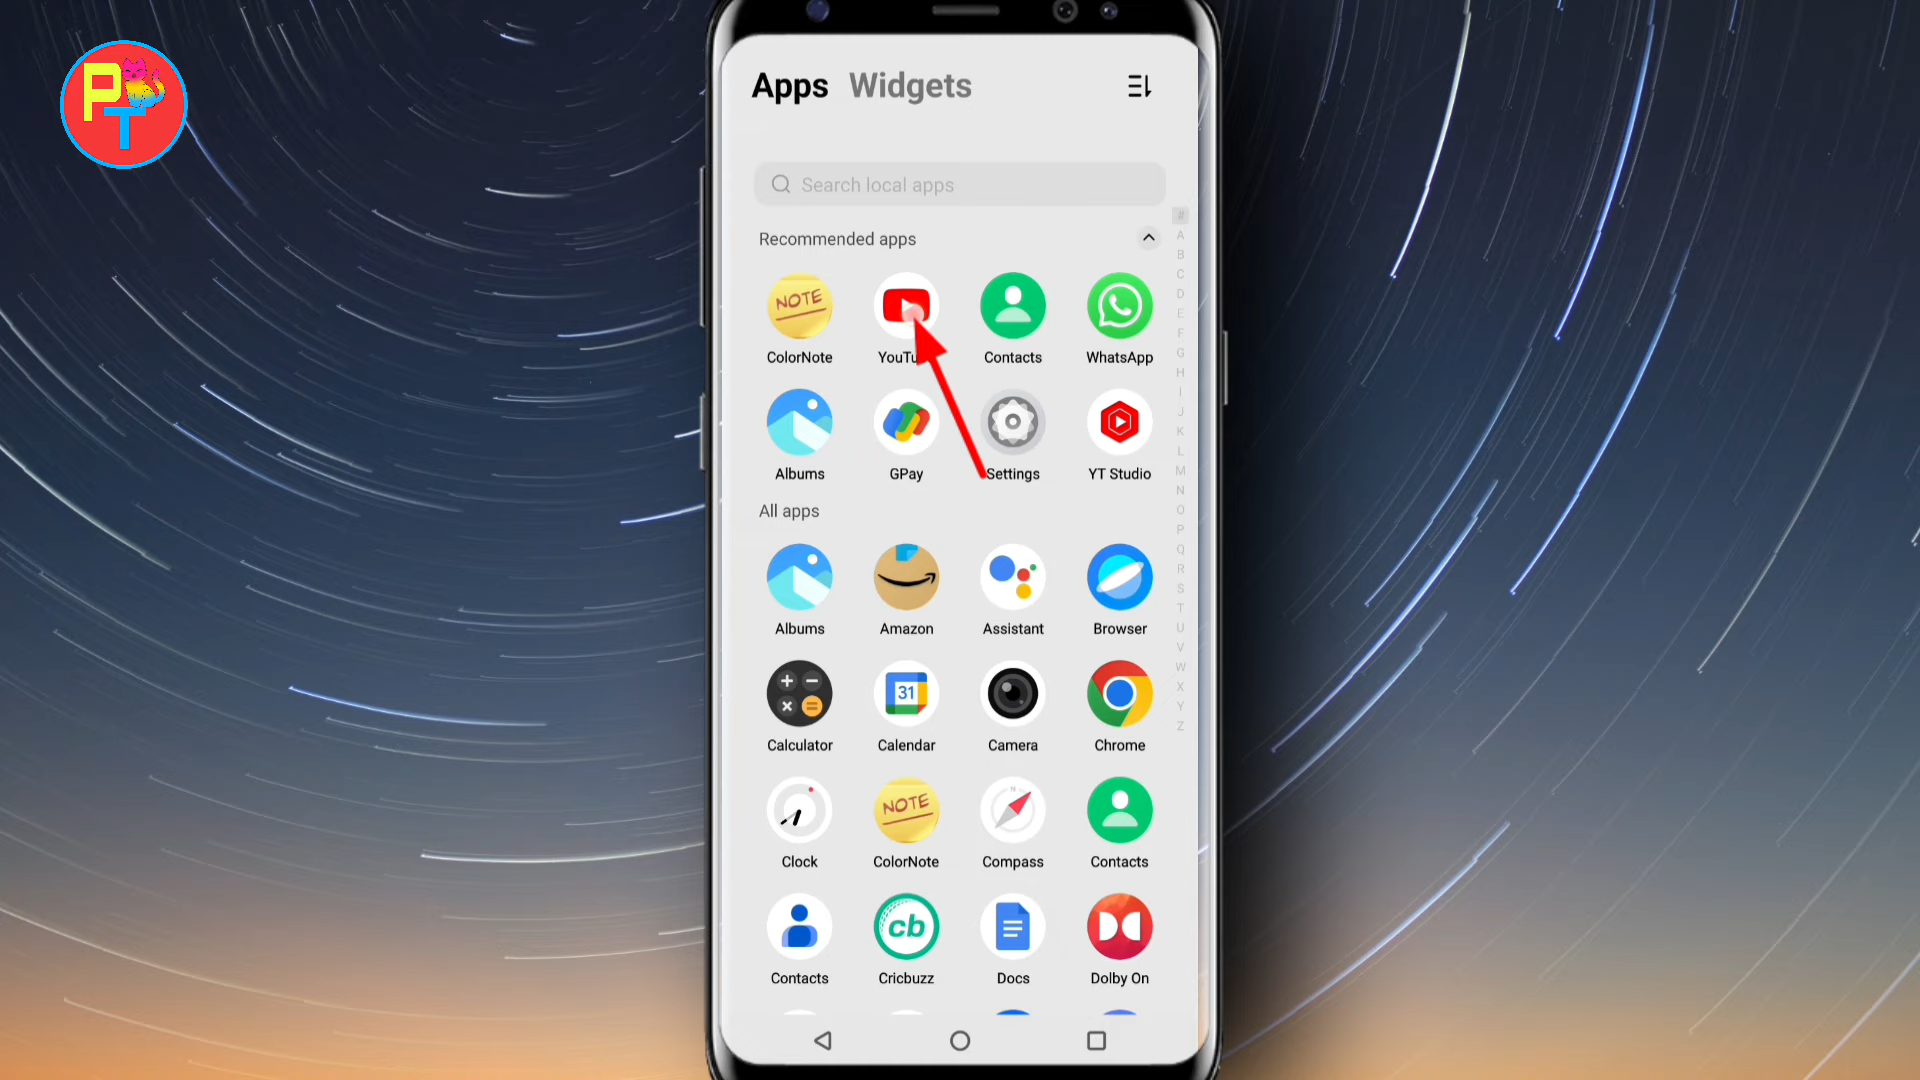 PT
Apps Widgets
Search local apps
Recommended apps
NOTE
ColorNote YouTu Contacts WhatsApp
Albums GPay Settings YT Studio
All apps
31
Albums Amazon Assistant Browser
Calculator Calendar Camera Chrome
NOTE
N
Clock ColorNote Compass Contacts
cb
Contacts Cricbuzz Docs Dolby On
#
A
B
C
D
E
F
G
H
I
J
K
L
M
N
O
P
Q
R
S
T
U
V
W
X
Y
Z